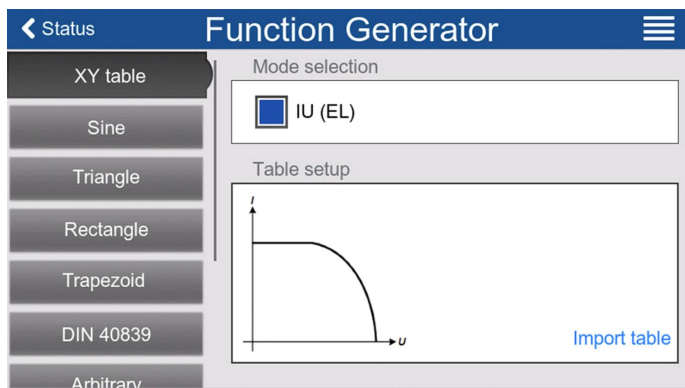 Status
Function Generator
XY table
Sine
Triangle
Rectangle
Trapezoid
DIN 40839
Arbitrary
Mode selection
IU (EL)
Table setup
I
U
Import table